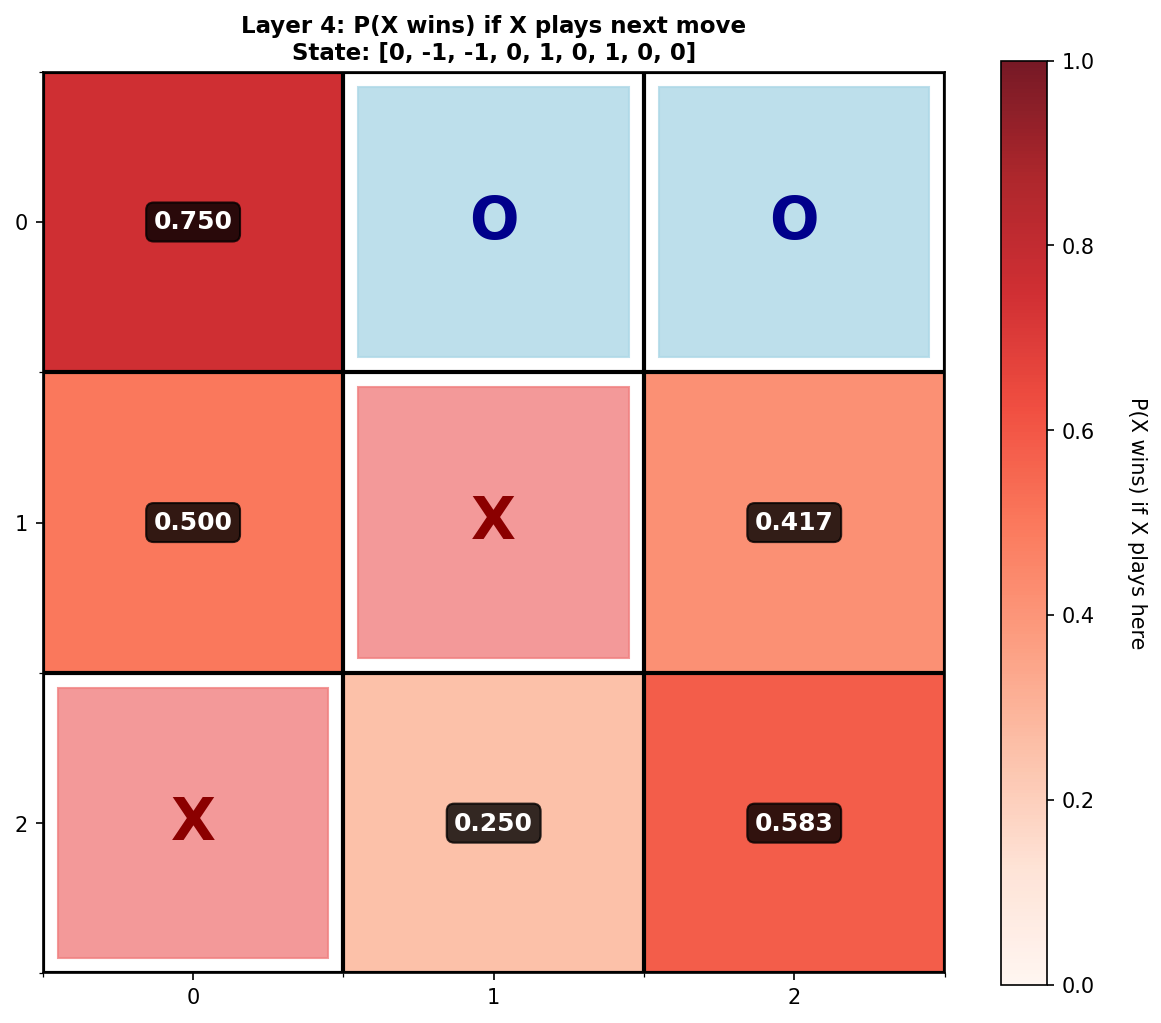 Layer 4: P(X wins) if X plays next move
State: [0, -1, -1, 0, 1, 0, 1, 0, 0]
0.750
O
O
0.500
X
0.417
X
0.250
0.583
0
1
2
0
1
2
1.0
0.8
0.6
0.4
0.2
0.0
P(X wins) if X plays here